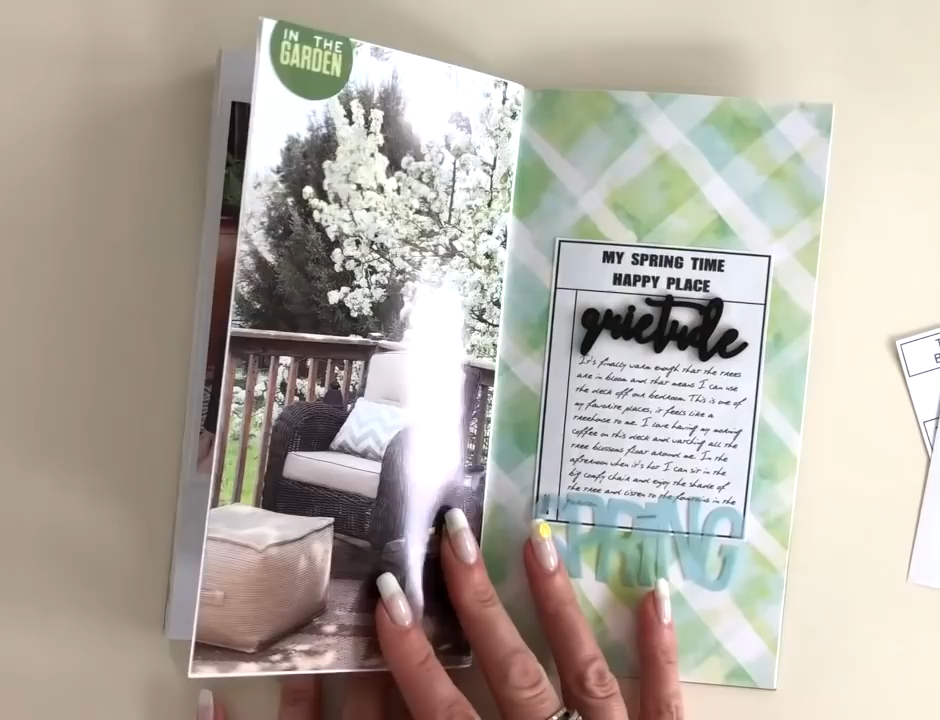 IN THE
GARDEN
MY SPRING TIME
HAPPY PLACE
quietude
It's finally warm enough that the trees
are in bloom and that means I can use
the deck off our bedroom. This is one of
my favorite places, it feels like a
treehouse to me. I love having my morning
coffee on this deck and watching all the
tree blossoms float around me. In the
afternoon when it's hot I can sit in the
big comfy chair and enjoy the shade of
the tree and listen to the fountains in the
SPRING